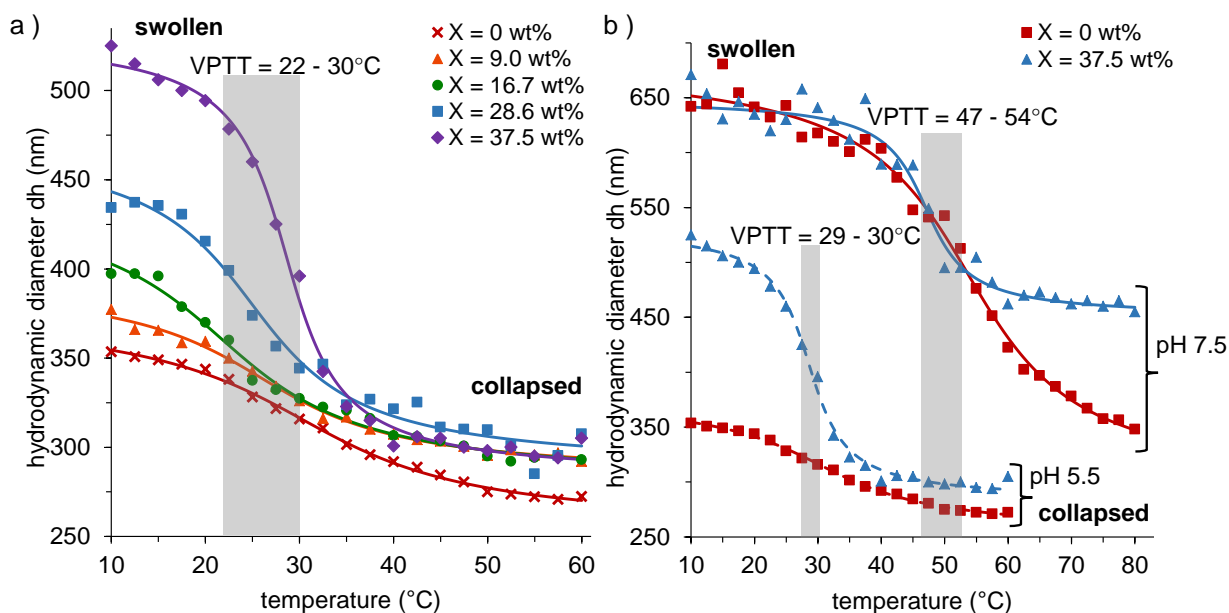 a )
swollen
VPTT = 22 - 30°C
X = 0 wt%
X = 9.0 wt%
X = 16.7 wt%
X = 28.6 wt%
X = 37.5 wt%
collapsed
hydrodynamic diameter dh (nm)
500
450
400
350
300
250
10
20
30
40
50
60
temperature (°C)
b )
swollen
X = 0 wt%
X = 37.5 wt%
VPTT = 47 - 54°C
VPTT = 29 - 30°C
pH 7.5
pH 5.5
collapsed
hydrodynamic diameter dh (nm)
650
550
450
350
250
10
20
30
40
50
60
70
80
temperature (°C)